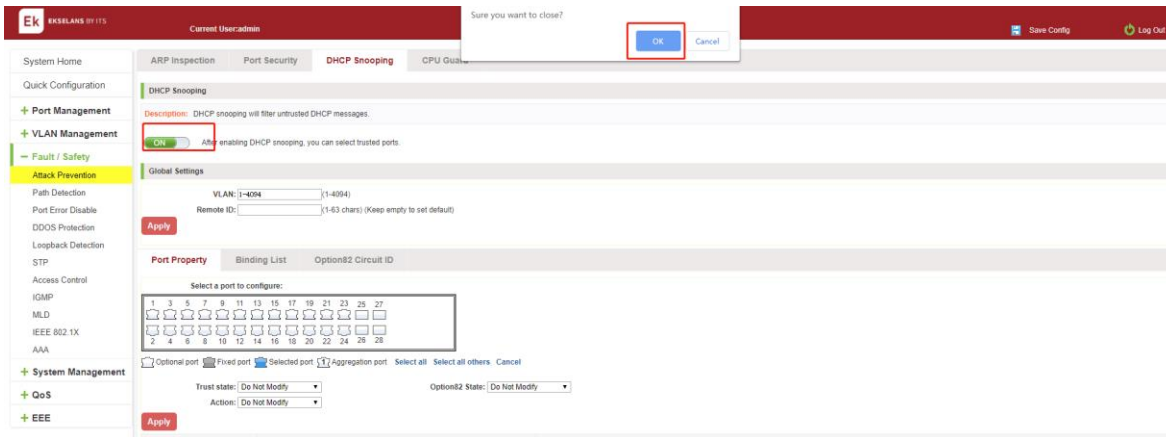 Ek EKSELANS BY ITS
Current User:admin
Sure you want to close?
OK Cancel
Save Config Log Out
System Home
Quick Configuration
+ Port Management
+ VLAN Management
− Fault / Safety
Attack Prevention
Path Detection
Port Error Disable
DDOS Protection
Loopback Detection
STP
Access Control
IGMP
MLD
IEEE 802.1X
AAA
+ System Management
+ QoS
+ EEE
ARP Inspection Port Security DHCP Snooping CPU Guard
DHCP Snooping
Description: DHCP snooping will filter untrusted DHCP messages.
ON After enabling DHCP snooping, you can select trusted ports.
Global Settings
VLAN: 1-4094 (1-4094)
Remote ID: (1-63 chars) (Keep empty to set default)
Apply
Port Property Binding List Option82 Circuit ID
Select a port to configure:
1 3 5 7 9 11 13 15 17 19 21 23 25 27
2 4 6 8 10 12 14 16 18 20 22 24 26 28
Optional port Fixed port Selected port 1 Aggregation port Select all Select all others Cancel
Trust state: Do Not Modify Option82 State: Do Not Modify
Action: Do Not Modify
Apply